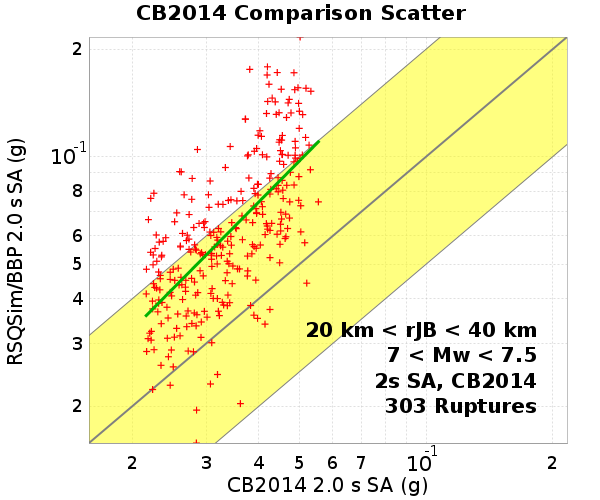 CB2014 Comparison Scatter
RSQSim/BBP 2.0 s SA (g)
2
10⁻¹
8
6
5
4
3
2
20 km < rJB < 40 km
7 < Mw < 7.5
2s SA, CB2014
303 Ruptures
2 3 4 5 6 7 10⁻¹ 2
CB2014 2.0 s SA (g)